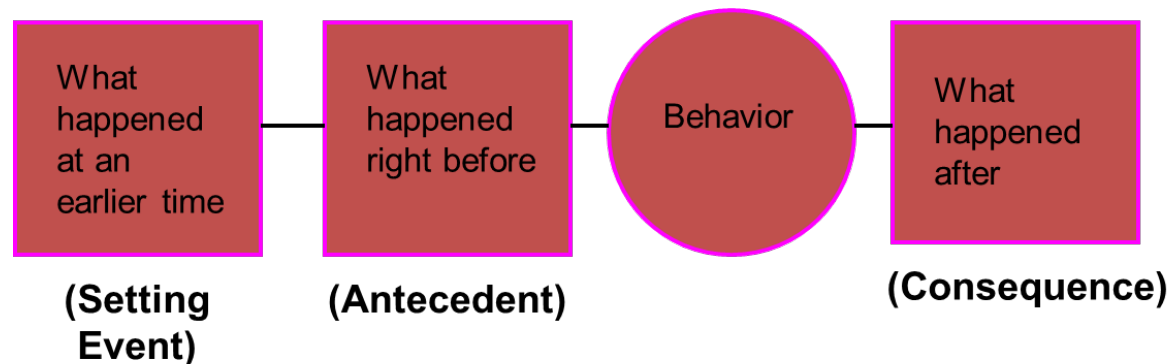 What
happened
at an
earlier time
(Setting
Event)
What
happened
right before
(Antecedent)
Behavior
What
happened
after
(Consequence)